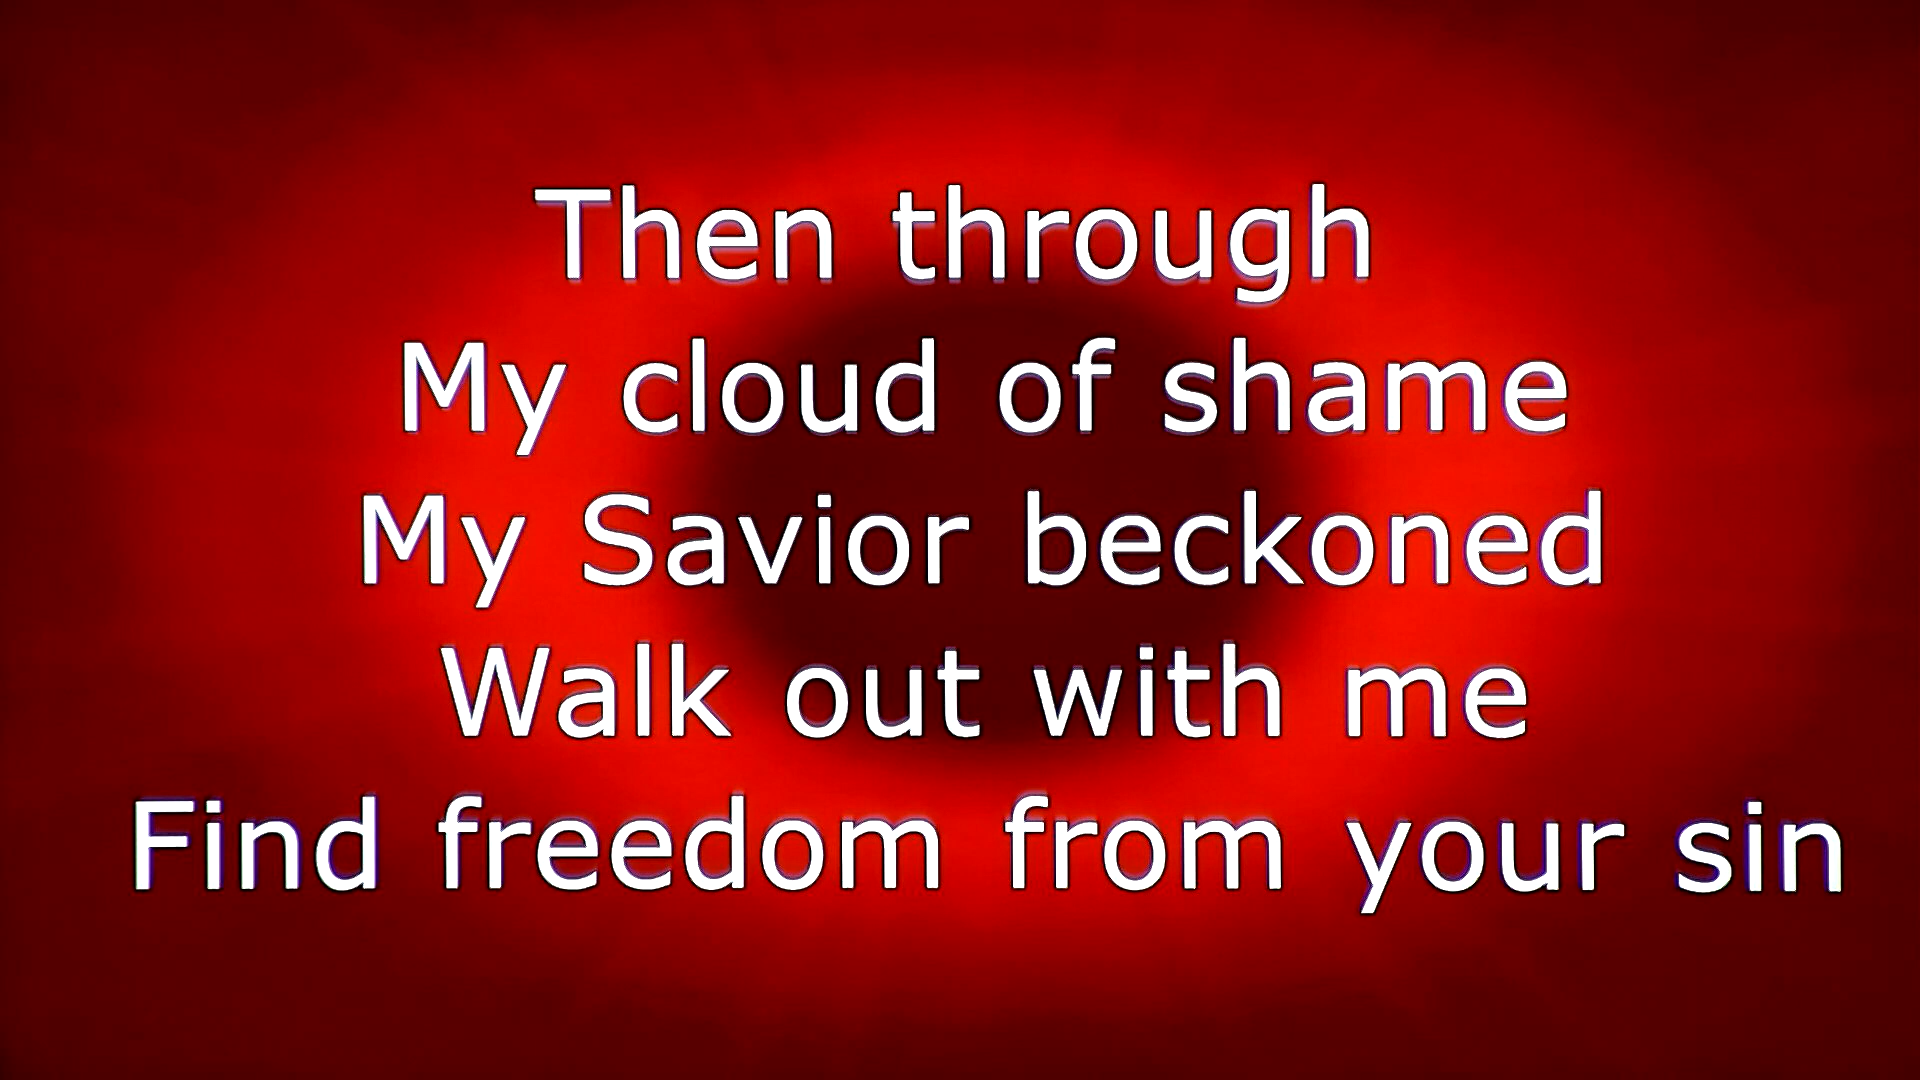 Then through
My cloud of shame
My Savior beckoned
Walk out with me
Find freedom from your sin